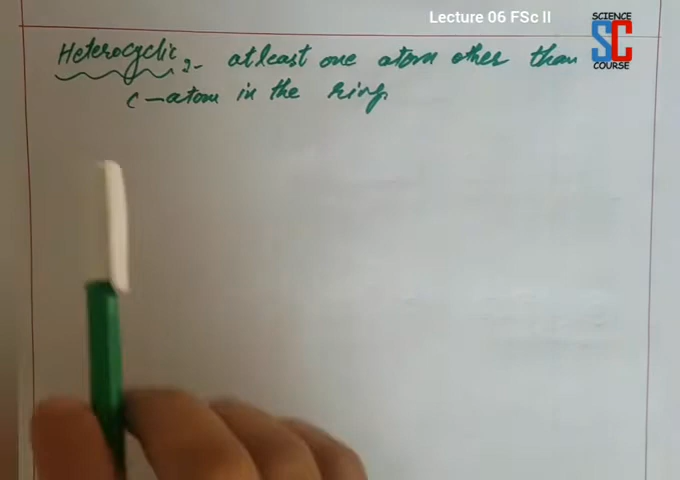 Lecture 06 FSc II
SCIENCE
SC
COURSE
Heterocyclic :- atleast one atom other than
C-atom in the ring